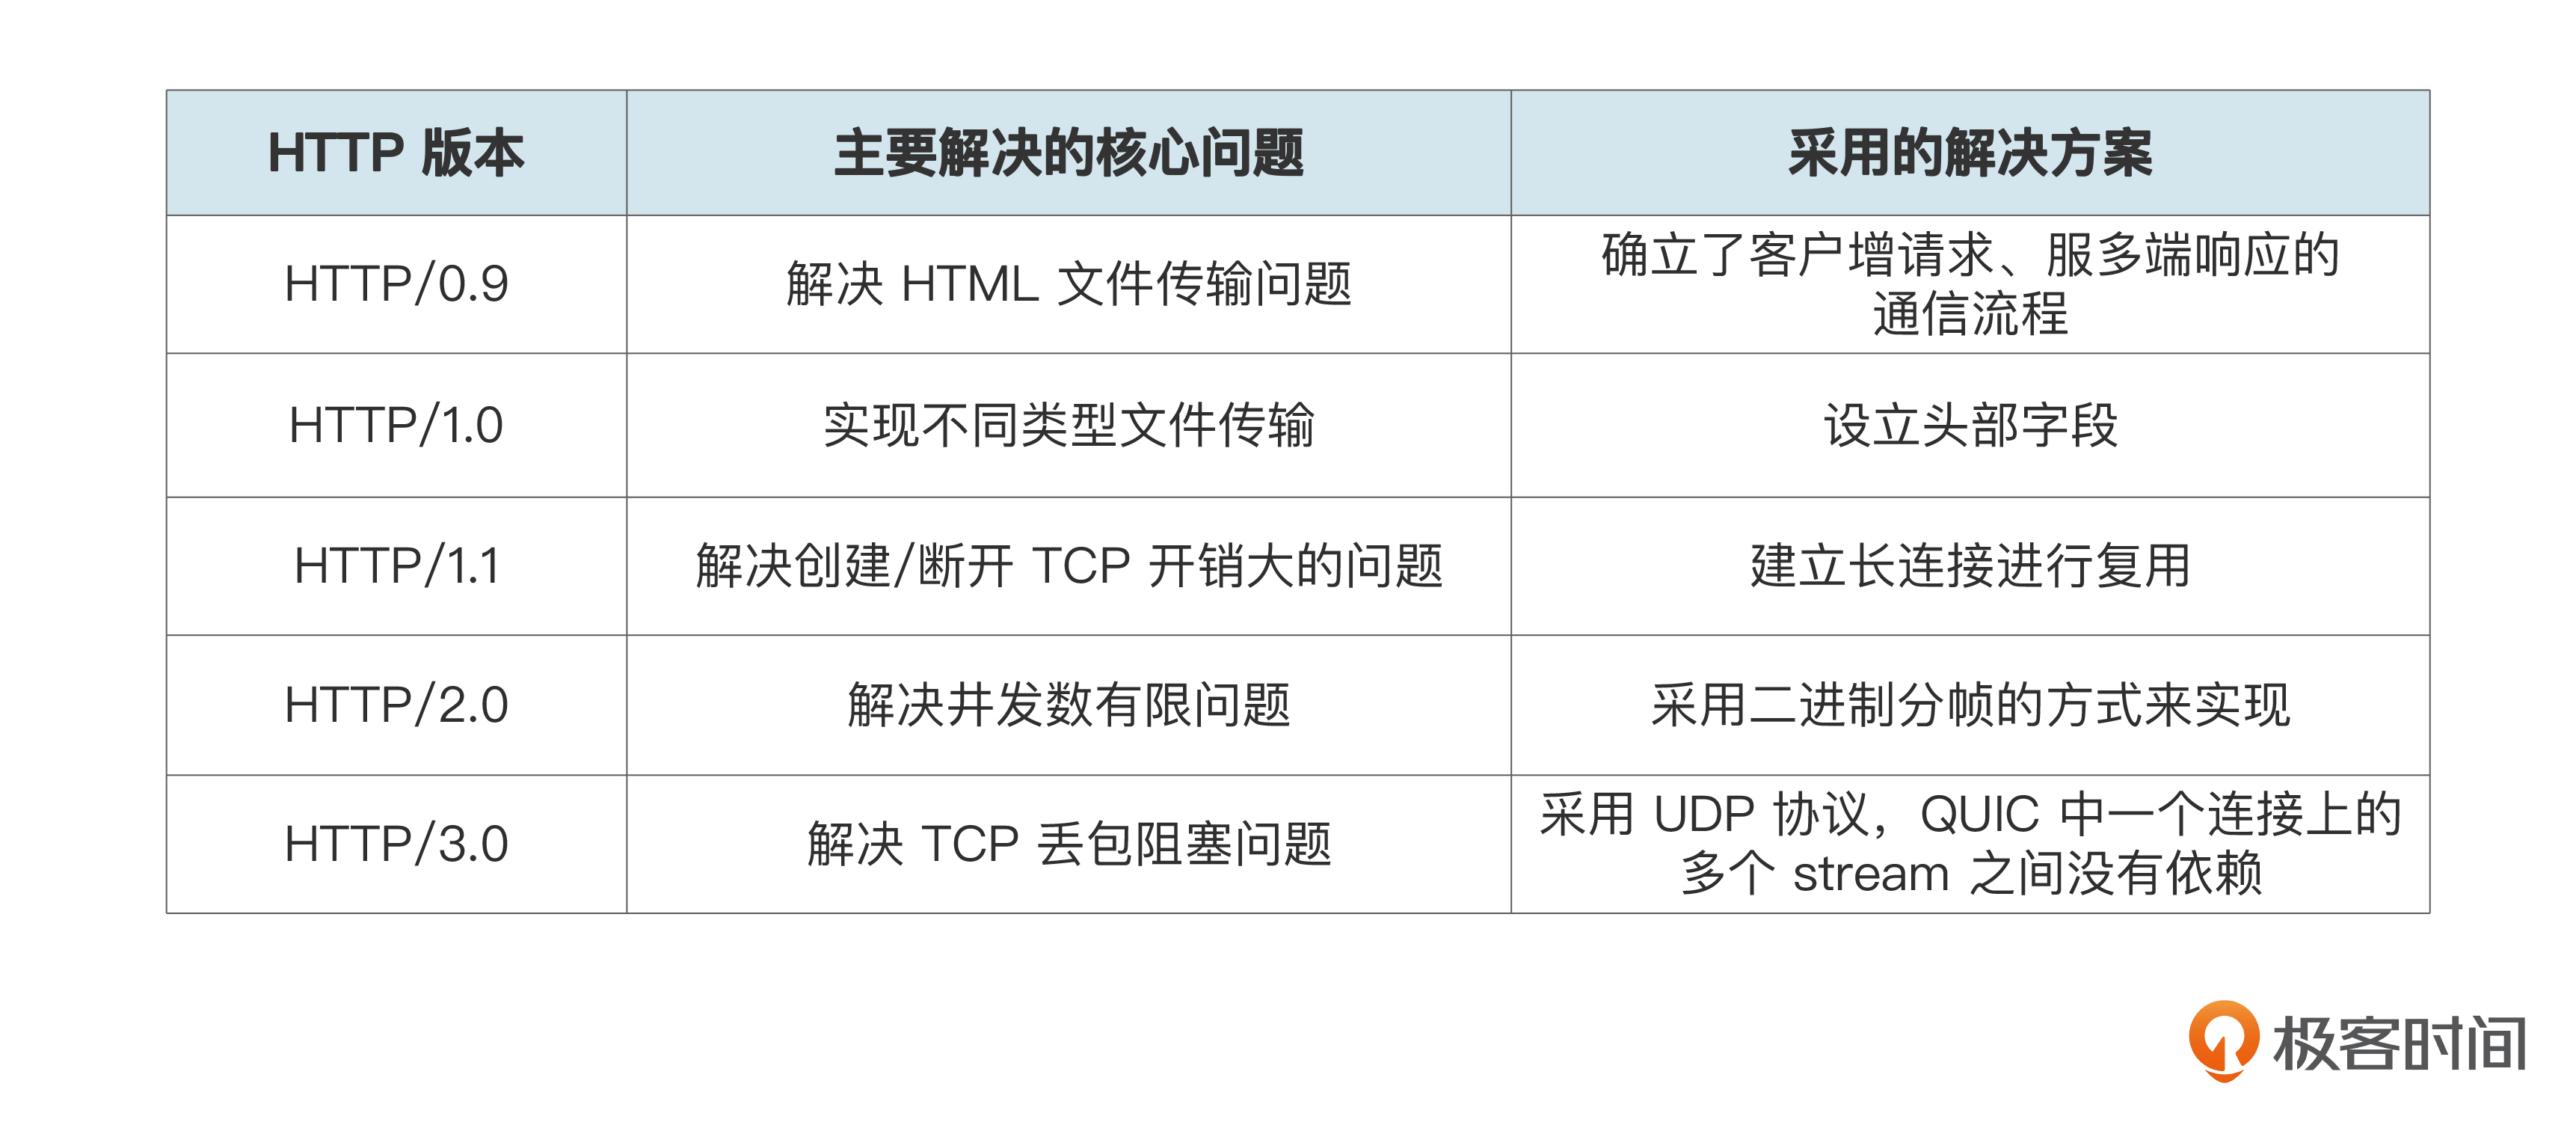 HTTP 版本 主要解决的核心问题 采用的解决方案
HTTP/0.9 解决 HTML 文件传输问题 确立了客户增请求、服多端响应的
通信流程
HTTP/1.0 实现不同类型文件传输 设立头部字段
HTTP/1.1 解决创建/断开 TCP 开销大的问题 建立长连接进行复用
HTTP/2.0 解决井发数有限问题 采用二进制分帧的方式来实现
HTTP/3.0 解决 TCP 丢包阻塞问题 采用 UDP 协议，QUIC 中一个连接上的
多个 stream 之间没有依赖
极客时间